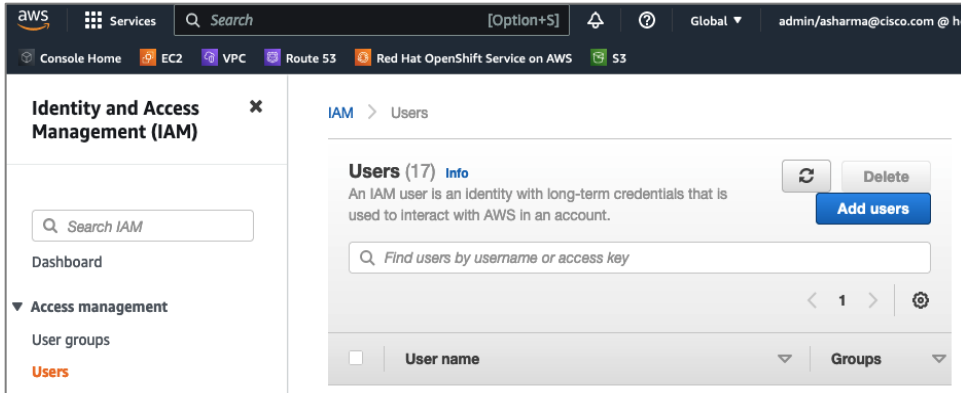 aws Services Search [Option+S] Global admin/asharma@cisco.com @
Console Home EC2 VPC Route 53 Red Hat OpenShift Service on AWS S3
Identity and Access
Management (IAM)
Search IAM
Dashboard
Access management
User groups
Users
IAM > Users
Users (17) Info
An IAM user is an identity with long-term credentials that is
used to interact with AWS in an account.
Delete
Add users
Find users by username or access key
1
User name Groups